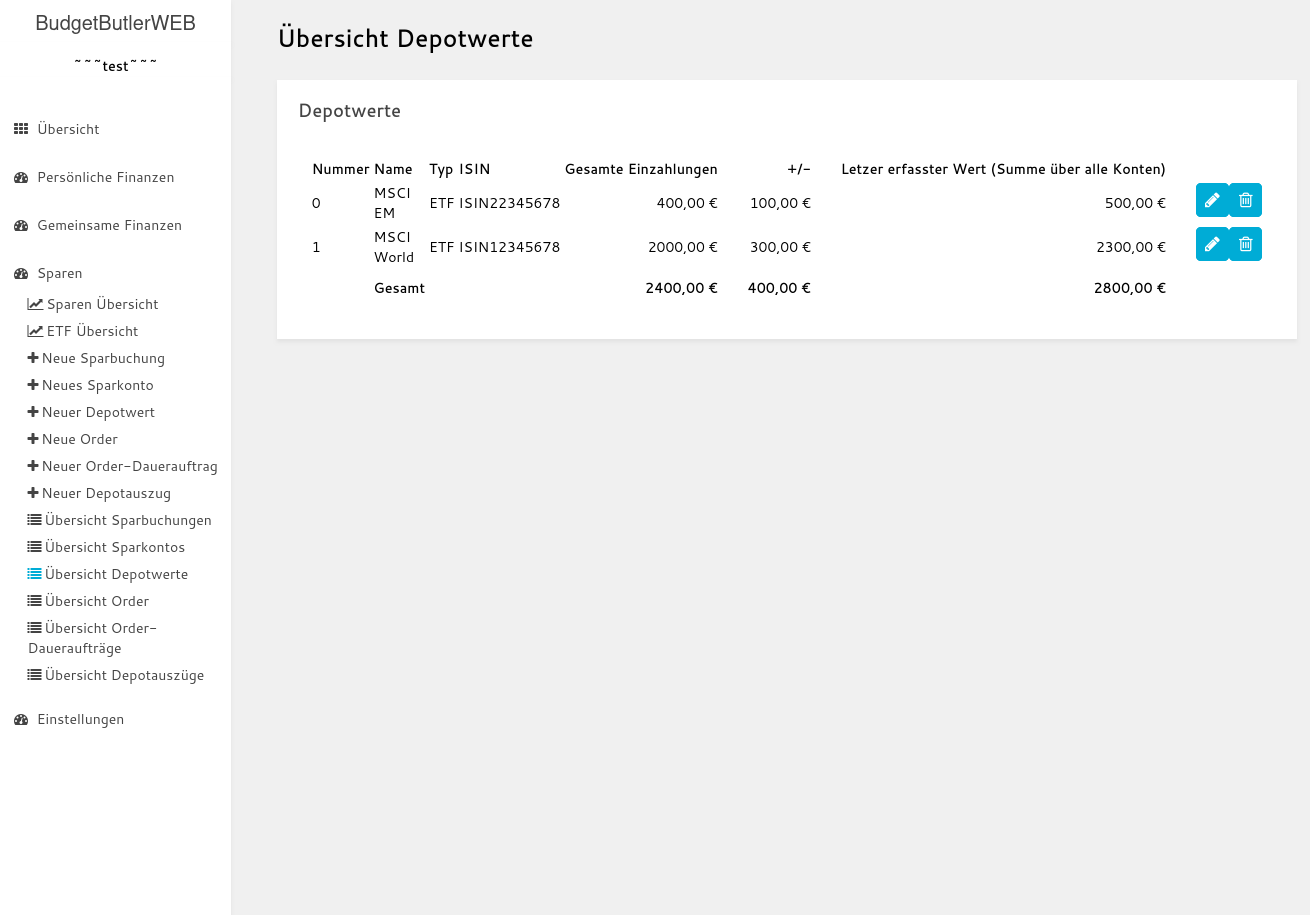 BudgetButlerWEB
~~~test~~~
Übersicht
Persönliche Finanzen
Gemeinsame Finanzen
Sparen
Sparen Übersicht
ETF Übersicht
Neue Sparbuchung
Neues Sparkonto
Neuer Depotwert
Neue Order
Neuer Order-Dauerauftrag
Neuer Depotauszug
Übersicht Sparbuchungen
Übersicht Sparkontos
Übersicht Depotwerte
Übersicht Order
Übersicht Order-
Daueraufträge
Übersicht Depotauszüge
Einstellungen
Übersicht Depotwerte
Depotwerte
Nummer Name Typ ISIN Gesamte Einzahlungen +/- Letzer erfasster Wert (Summe über alle Konten)
0 MSCI EM ETF ISIN22345678 400,00 € 100,00 € 500,00 €
1 MSCI World ETF ISIN12345678 2000,00 € 300,00 € 2300,00 €
Gesamt 2400,00 € 400,00 € 2800,00 €